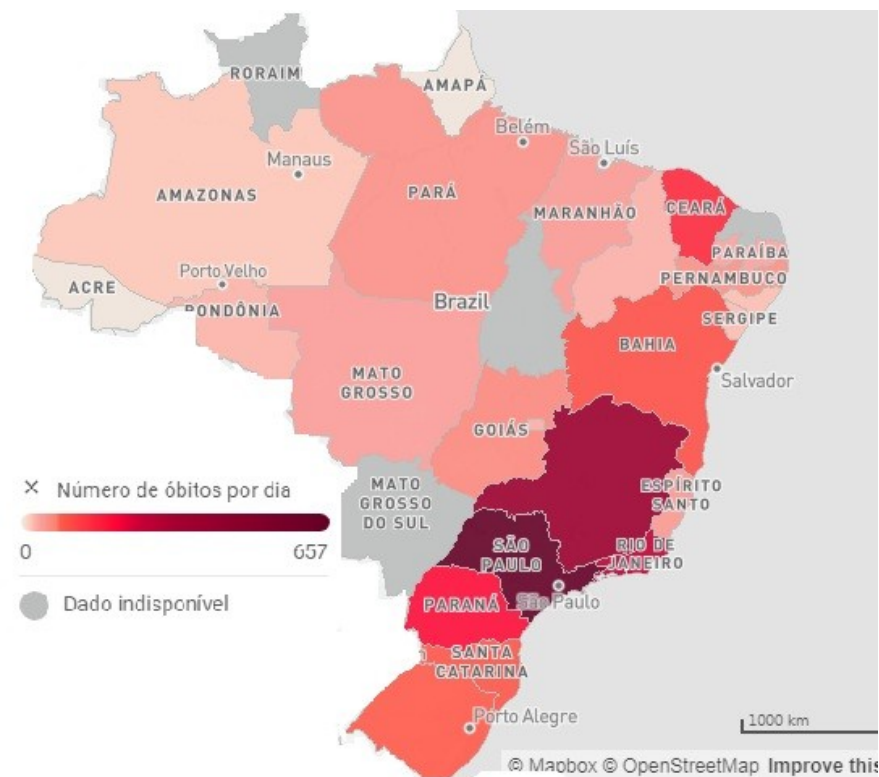 RORAIM
AMAPÁ
Belém
São Luís
Manaus
AMAZONAS
PARÁ
MARANHÃO
CEARÁ
PARAÍBA
PERNAMBUCO
Porto Velho
ACRE
RONDÔNIA
Brazil
SERGIPE
BAHIA
MATO
GROSSO
Salvador
GOIÁS
MATO
GROSSO
DO SUL
ESPÍRITO
SANTO
× Número de óbitos por dia
0 657
Dado indisponível
SÃO
PAULO
RIO DE
JANEIRO
São Paulo
PARANÁ
SANTA
CATARINA
Porto Alegre
1000 km
© Mapbox © OpenStreetMap Improve this